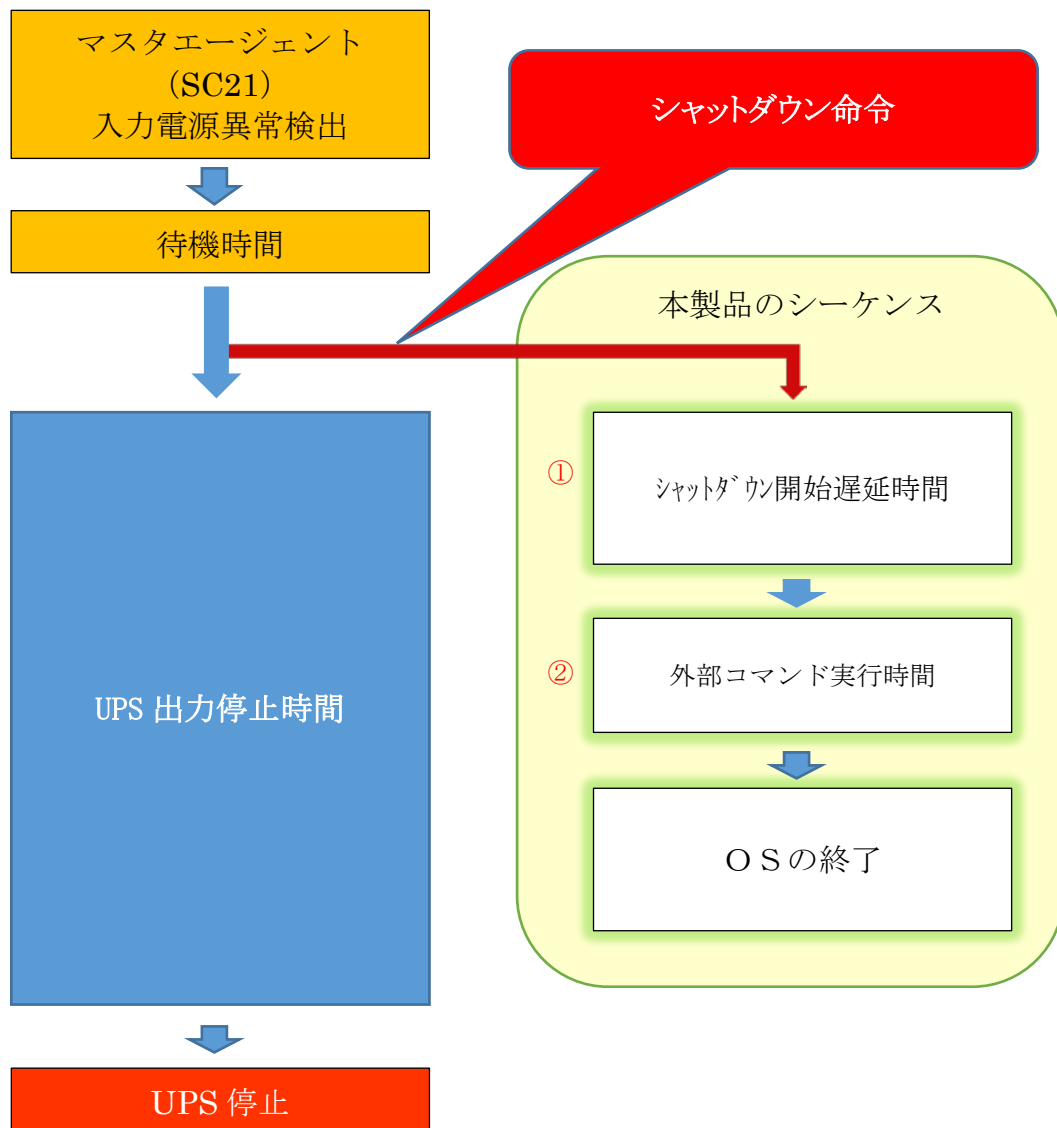 マスタエージェント
（SC21）
入力電源異常検出
シャットダウン命令
待機時間
本製品のシーケンス
①
ｼｬｯﾄﾀﾞｳﾝ開始遅延時間
②
外部コマンド実行時間
UPS 出力停止時間
ＯＳの終了
UPS 停止